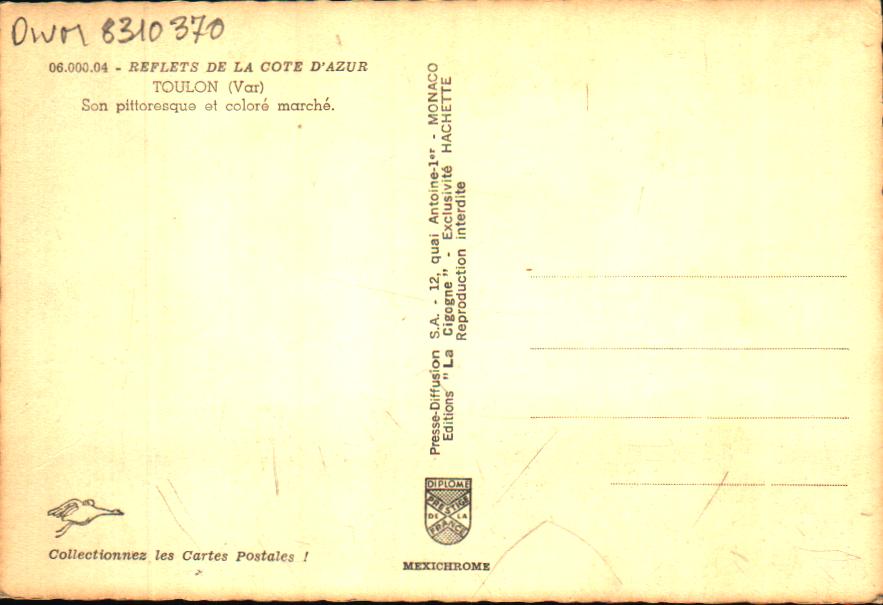 8310370
06.000.04 - REFLETS DE LA COTE D'AZUR
TOULON (Var)
Son pittoresque et coloré marché.
Presse-Diffusion S.A. - 12, quai Antoine-1er - MONACO
Editions "La Cigogne" - Exclusivité HACHETTE
Reproduction interdite
DIPLOME
PRESTIGE
DE LA
FRANCE
Collectionnez les Cartes Postales !
MEXICHROME